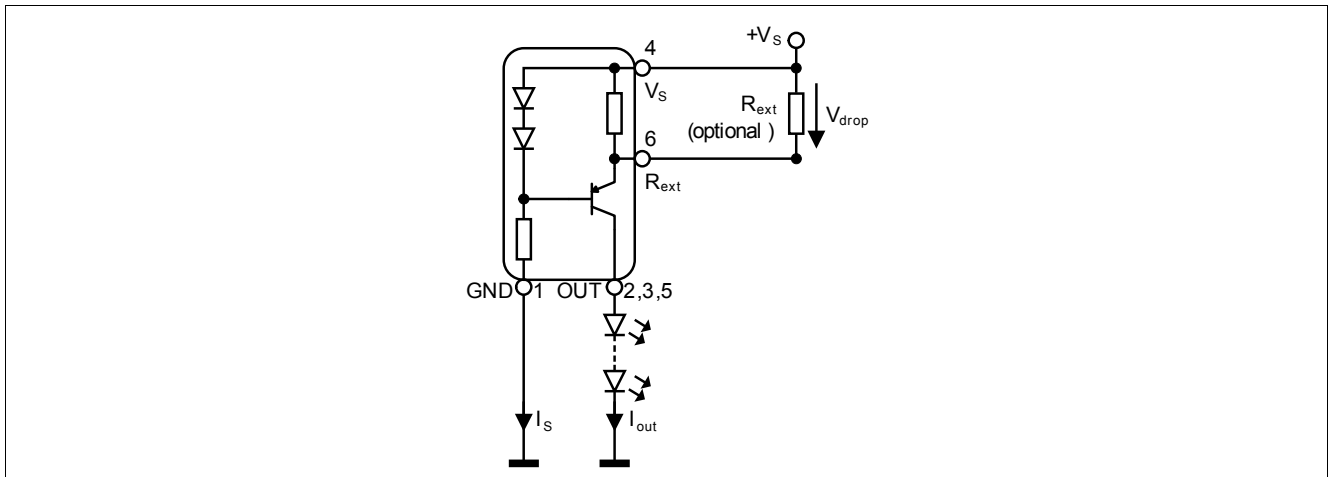 +VS
4
VS
Rext
(optional )
Vdrop
6
Rext
GND 1 OUT 2,3,5
IS
Iout